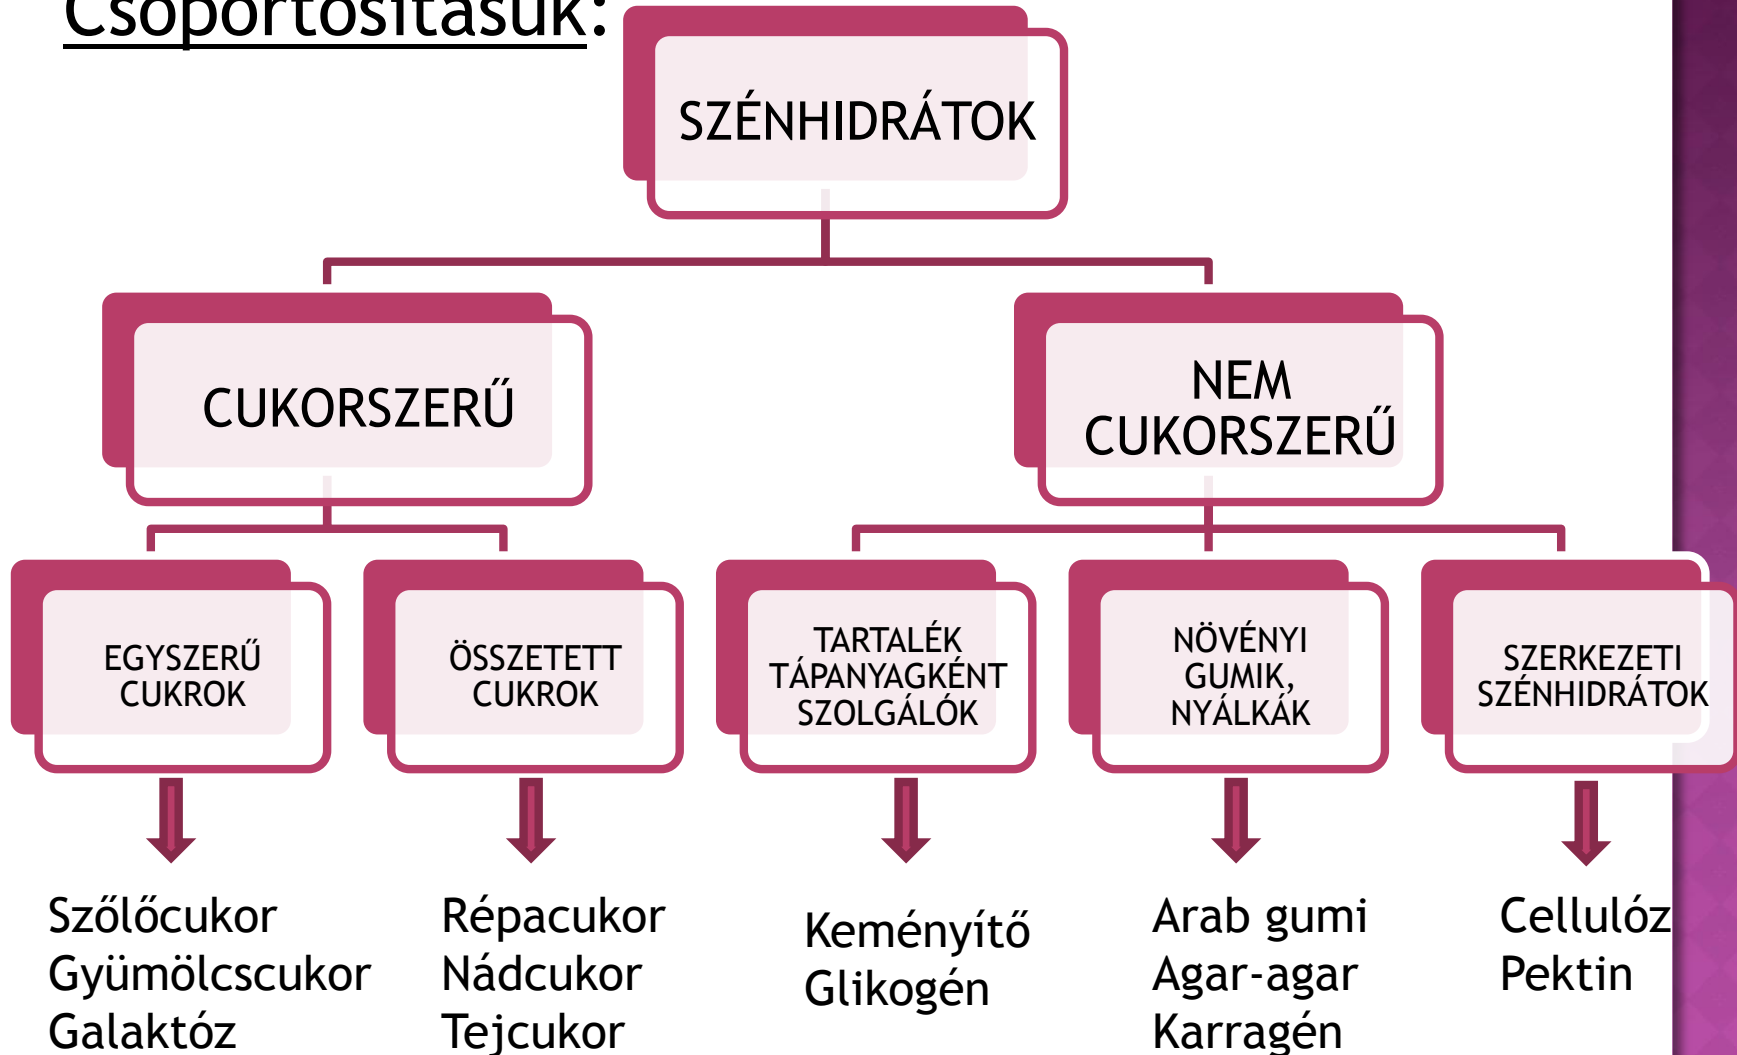 Csoportosításuk:
SZÉNHIDRÁTOK
CUKORSZERŰ
NEM
CUKORSZERŰ
EGYSZERŰ
CUKROK
ÖSSZETETT
CUKROK
TARTALÉK
TÁPANYAGKÉNT
SZOLGÁLÓK
NÖVÉNYI
GUMIK,
NYÁLKÁK
SZERKEZETI
SZÉNHIDRÁTOK
Szőlőcukor
Gyümölcscukor
Galaktóz
Répacukor
Nádcukor
Tejcukor
Keményítő
Glikogén
Arab gumi
Agar-agar
Karragén
Cellulóz
Pektin